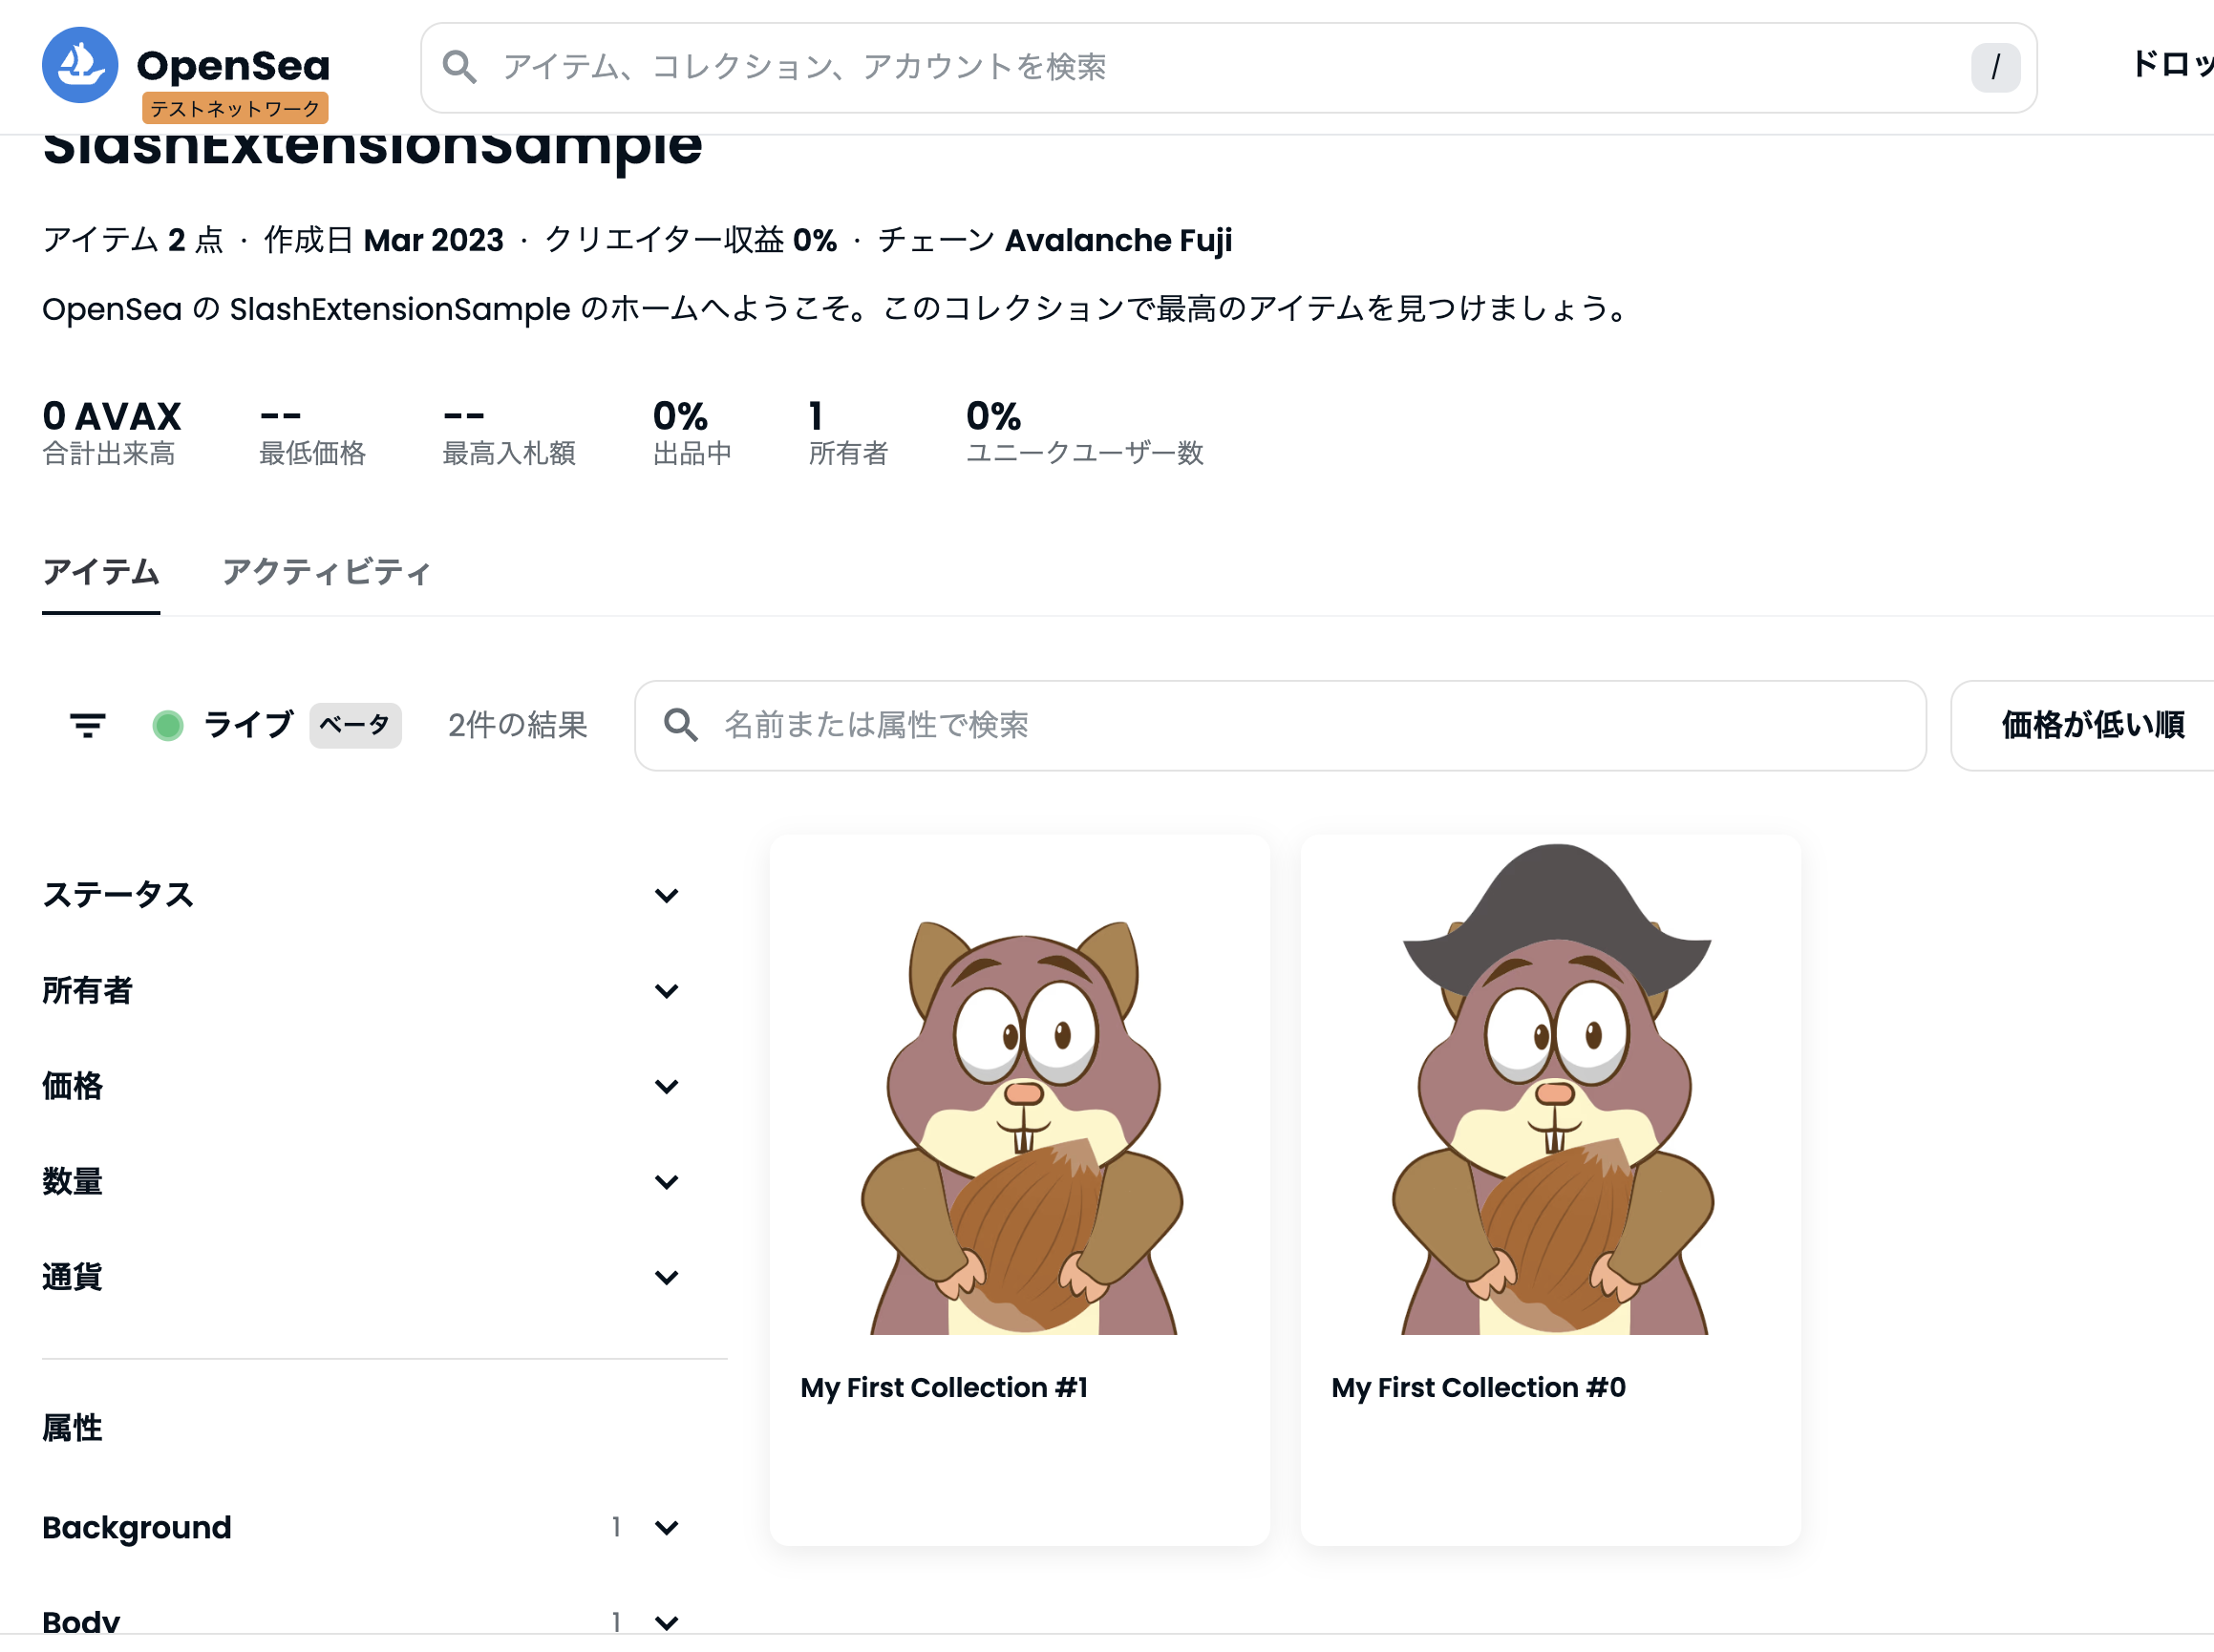 OpenSea
テストネットワーク
アイテム、コレクション、アカウントを検索
/
ドロッ
SlashExtensionSample
アイテム 2 点 · 作成日 Mar 2023 · クリエイター収益 0% · チェーン Avalanche Fuji
OpenSea の SlashExtensionSample のホームへようこそ。このコレクションで最高のアイテムを見つけましょう。
0 AVAX -- -- 0% 1 0%
合計出来高 最低価格 最高入札額 出品中 所有者 ユニークユーザー数
アイテム アクティビティ
ライブ ベータ 2件の結果 名前または属性で検索 価格が低い順
ステータス
所有者
価格
数量
通貨
属性
Background 1
Body 1
My First Collection #1
My First Collection #0